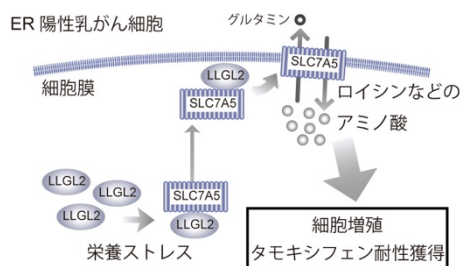 ER 陽性乳がん細胞
グルタミン
SLC7A5
LLGL2
SLC7A5
細胞膜
ロイシンなどの
アミノ酸
LLGL2
LLGL2
LLGL2
SLC7A5
LLGL2
栄養ストレス
細胞増殖
タモキシフェン耐性獲得